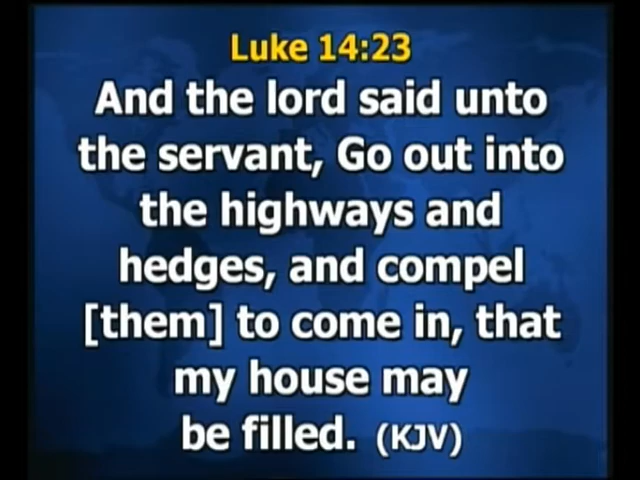 Luke 14:23
And the lord said unto
the servant, Go out into
the highways and
hedges, and compel
[them] to come in, that
my house may
be filled. (KJV)